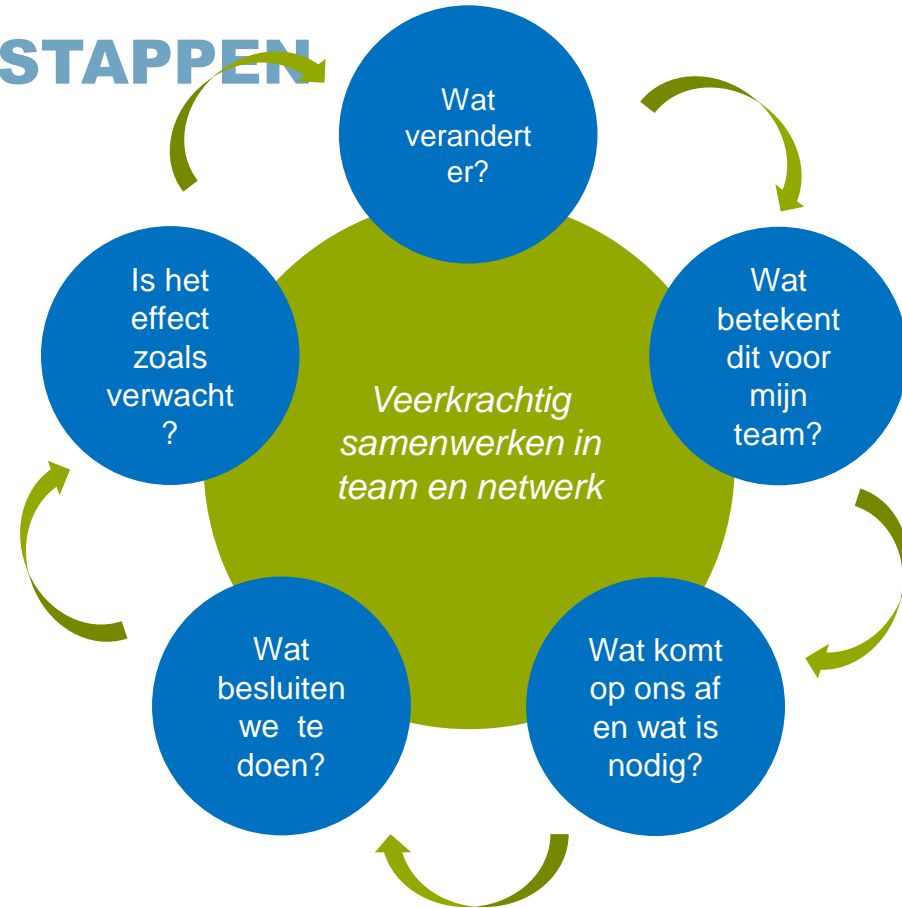 STAPPEN
Wat
verandert
er?
Wat
betekent
dit voor
mijn
team?
Wat komt
op ons af
en wat is
nodig?
Wat
besluiten
we te
doen?
Is het
effect
zoals
verwacht
?
Veerkrachtig
samenwerken in
team en netwerk